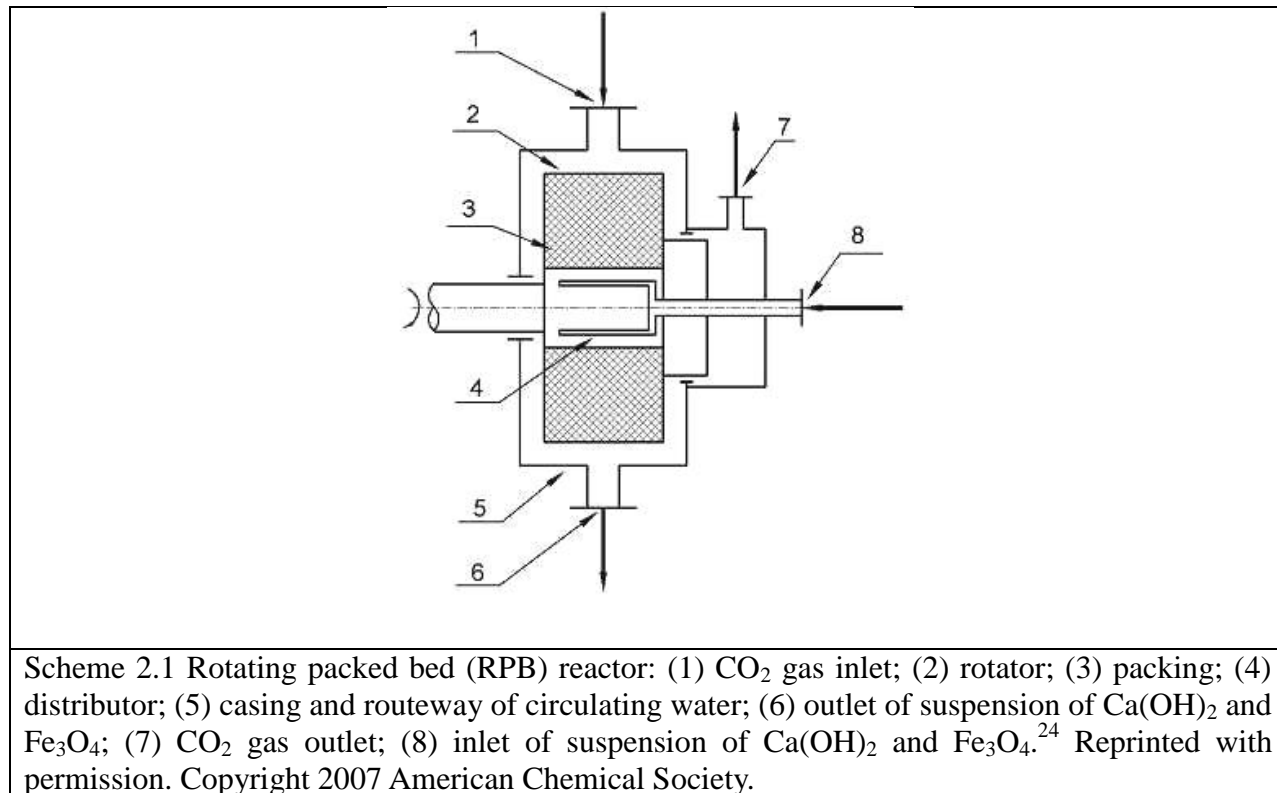 1
2
7
3
8
4
5
6
Scheme 2.1 Rotating packed bed (RPB) reactor: (1) CO₂ gas inlet; (2) rotator; (3) packing; (4)
distributor; (5) casing and routeway of circulating water; (6) outlet of suspension of Ca(OH)₂ and
Fe₃O₄; (7) CO₂ gas outlet; (8) inlet of suspension of Ca(OH)₂ and Fe₃O₄.²⁴ Reprinted with
permission. Copyright 2007 American Chemical Society.